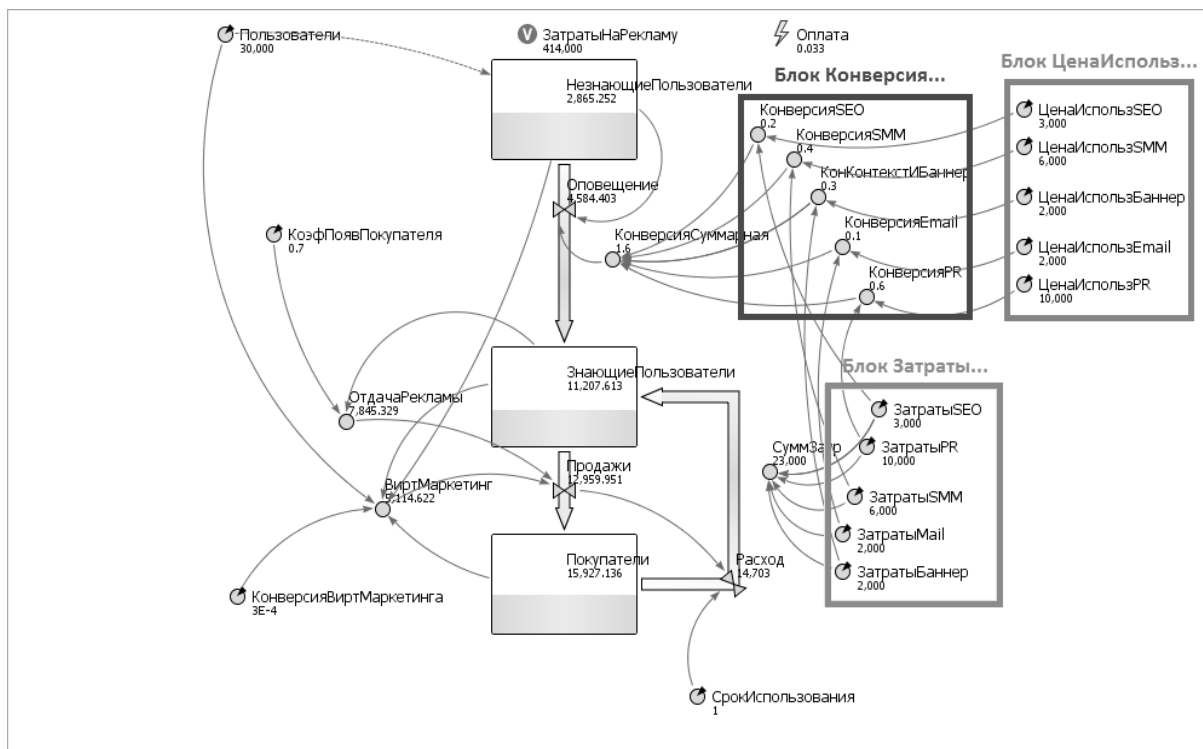 Пользователи
30,000
ЗатратыНаРекламу
414,000
Оплата
0.033
Блок Конверсия...
Блок ЦенаИспольз...
НезнающиеПользователи
2,865.252
КонверсияSEO
0.2
КонверсияSMM
0.4
КонКонтекстИБаннер
0.3
КонверсияEmail
0.1
КонверсияPR
0.6
ЦенаИспользSEO
3,000
ЦенаИспользSMM
6,000
ЦенаИспользБаннер
2,000
ЦенаИспользEmail
2,000
ЦенаИспользPR
10,000
Оповещение
4,584.403
КоэфПоявПокупателя
0.7
КонверсияСуммарная
1.6
ЗнающиеПользователи
11,207.613
Блок Затраты...
ОтдачаРекламы
7,845.329
ЗатратыSEO
3,000
СуммЗаур
23,000
ЗатратыPR
10,000
Продажи
12,959.951
ВиртМаркетинг
5,114.622
ЗатратыSMM
6,000
ЗатратыMail
2,000
ЗатратыБаннер
2,000
Покупатели
15,927.136
Расход
14,703
КонверсияВиртМаркетинга
3E-4
СрокИспользования
1